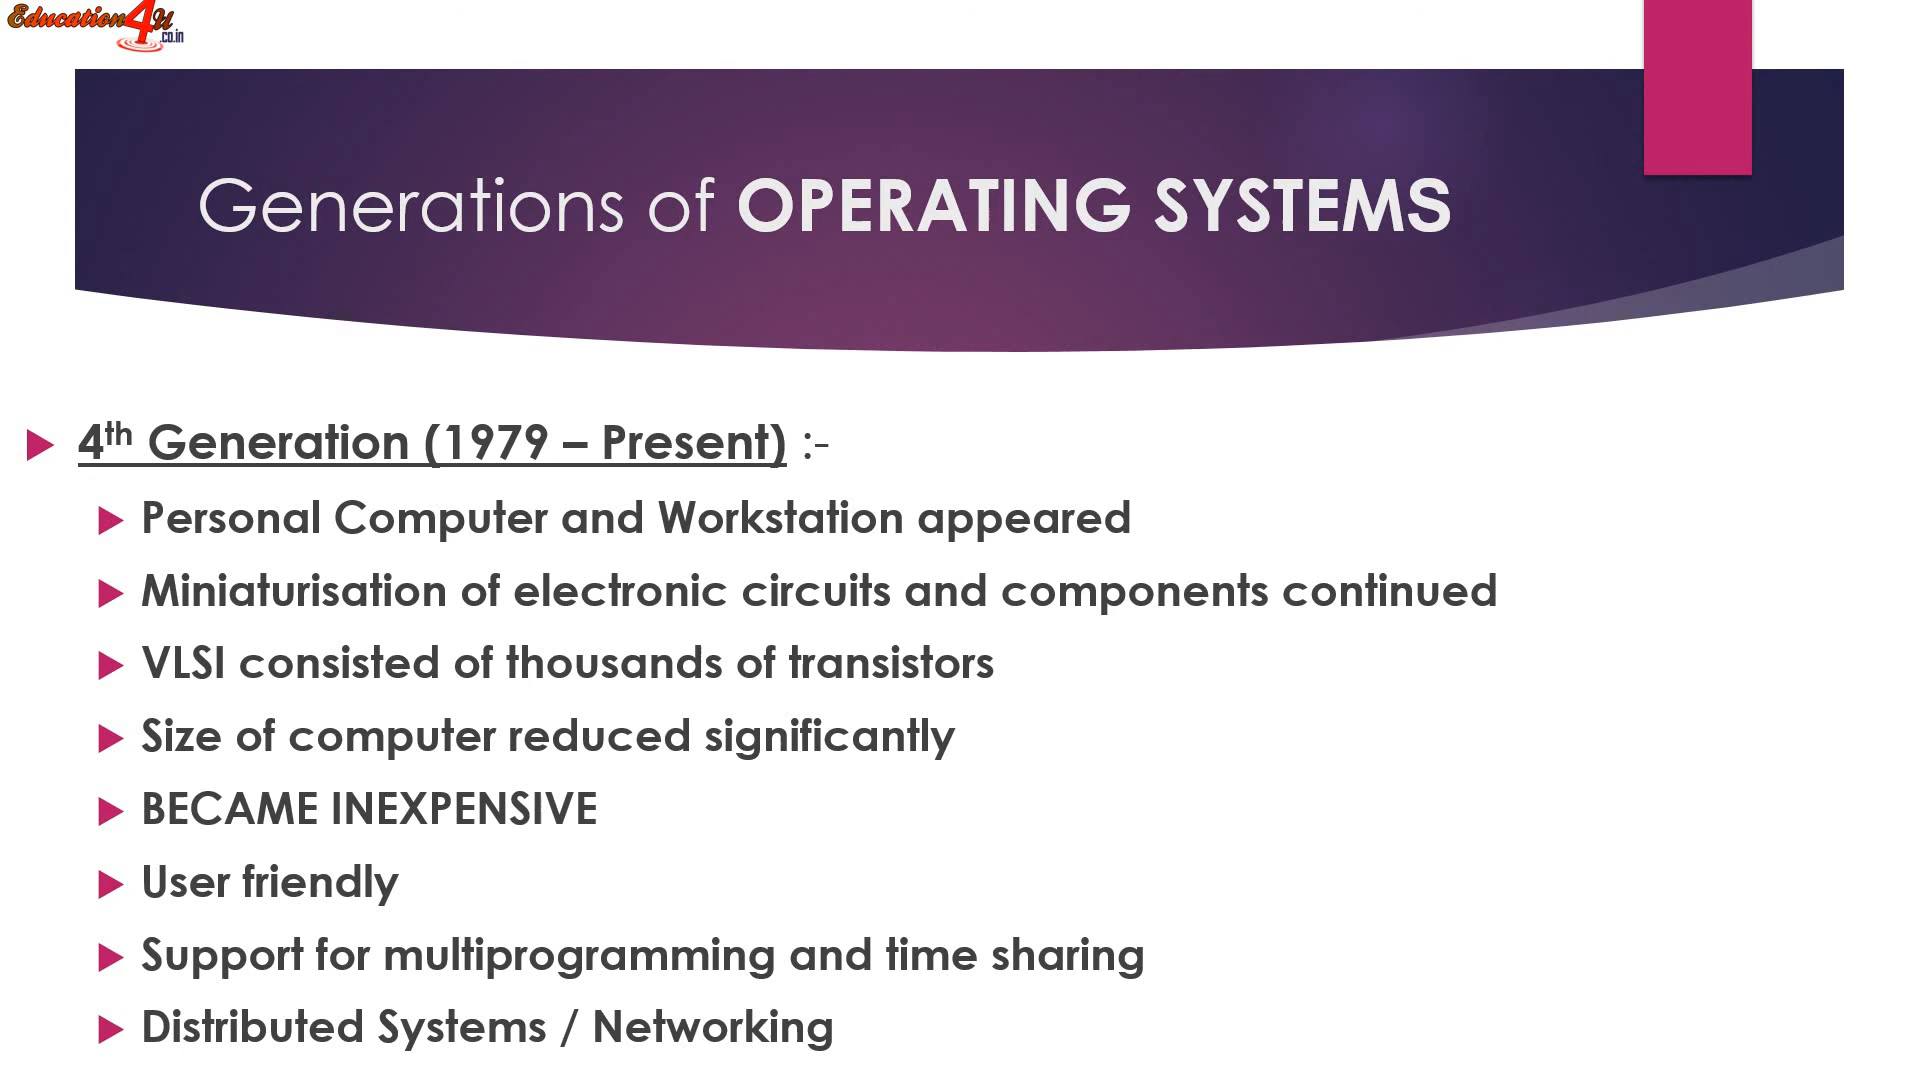 Education4u
.co.in
Generations of OPERATING SYSTEMS
4th Generation (1979 – Present) :-
Personal Computer and Workstation appeared
Miniaturisation of electronic circuits and components continued
VLSI consisted of thousands of transistors
Size of computer reduced significantly
BECAME INEXPENSIVE
User friendly
Support for multiprogramming and time sharing
Distributed Systems / Networking